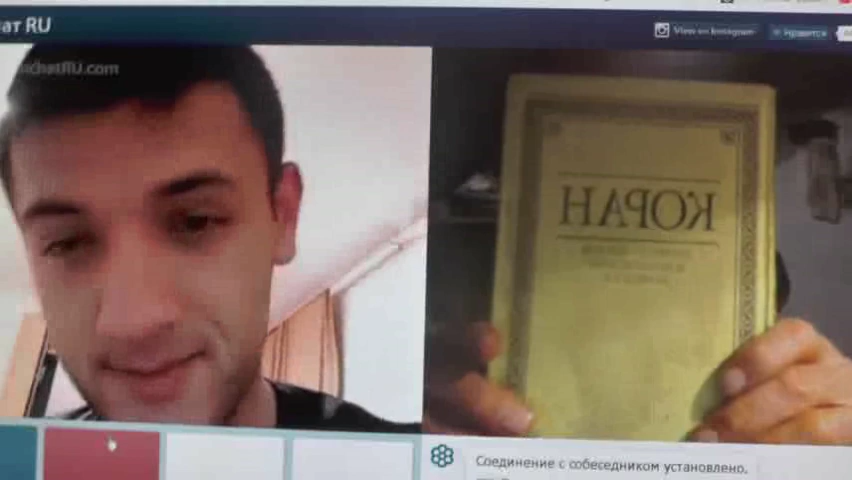 ат RU
View on Instagram
Нравится
chatRU.com
КОРАН
Соединение с собеседником установлено,